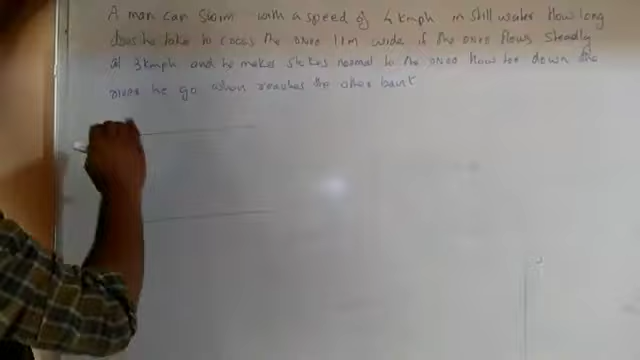 A man can swim with a speed of 4 kmph in still water How long
does he take to cross the river 1 km wide if the river flows steadly
at 3 kmph and he makes stokes normal to the river How far down the
river he go when reaches the other bank